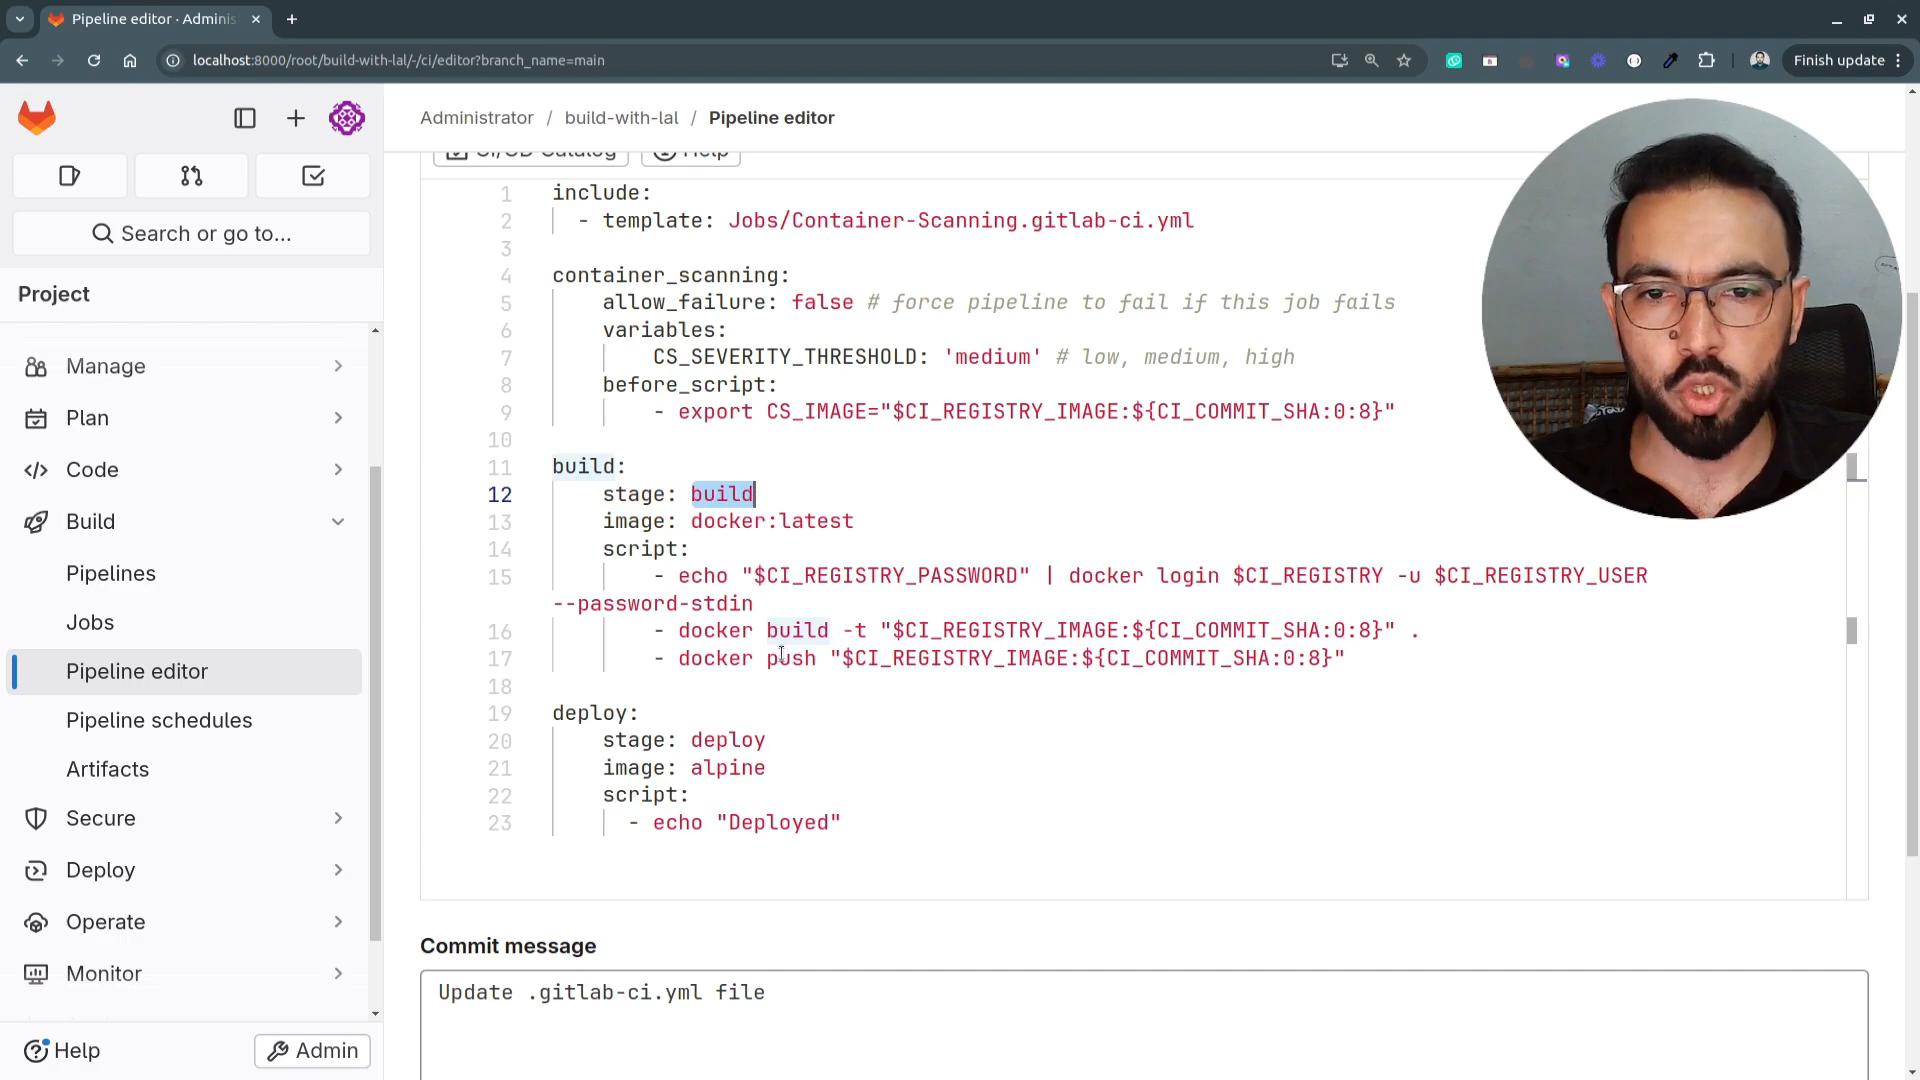 Pipeline editor · Adminis
localhost:8000/root/build-with-lal/-/ci/editor?branch_name=main
Finish update
Administrator / build-with-lal / Pipeline editor
Search or go to...
Project
Manage
Plan
Code
Build
Pipelines
Jobs
Pipeline editor
Pipeline schedules
Artifacts
Secure
Deploy
Operate
Monitor
Help
Admin
CI/CD Catalog
Help
1 include:
2 - template: Jobs/Container-Scanning.gitlab-ci.yml
3
4 container_scanning:
5 allow_failure: false # force pipeline to fail if this job fails
6 variables:
7 CS_SEVERITY_THRESHOLD: 'medium' # low, medium, high
8 before_script:
9 - export CS_IMAGE="$CI_REGISTRY_IMAGE:${CI_COMMIT_SHA:0:8}"
10
11 build:
12 stage: build
13 image: docker:latest
14 script:
15 - echo "$CI_REGISTRY_PASSWORD" | docker login $CI_REGISTRY -u $CI_REGISTRY_USER
--password-stdin
16 - docker build -t "$CI_REGISTRY_IMAGE:${CI_COMMIT_SHA:0:8}" .
17 - docker push "$CI_REGISTRY_IMAGE:${CI_COMMIT_SHA:0:8}"
18
19 deploy:
20 stage: deploy
21 image: alpine
22 script:
23 - echo "Deployed"
Commit message
Update .gitlab-ci.yml file